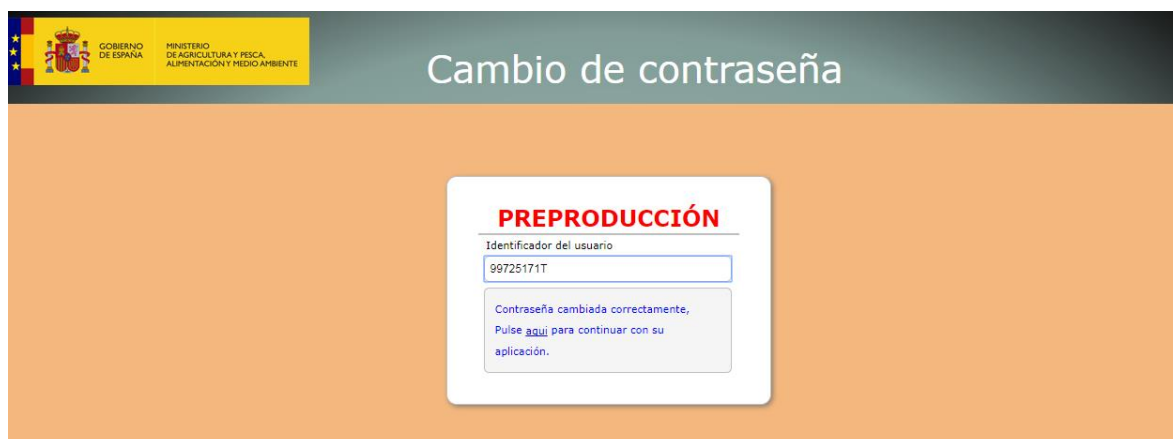 GOBIERNO
DE ESPAÑA
MINISTERIO
DE AGRICULTURA Y PESCA,
ALIMENTACIÓN Y MEDIO AMBIENTE
Cambio de contraseña
PREPRODUCCIÓN
Identificador del usuario
99725171T
Contraseña cambiada correctamente,
Pulse aqui para continuar con su
aplicación.